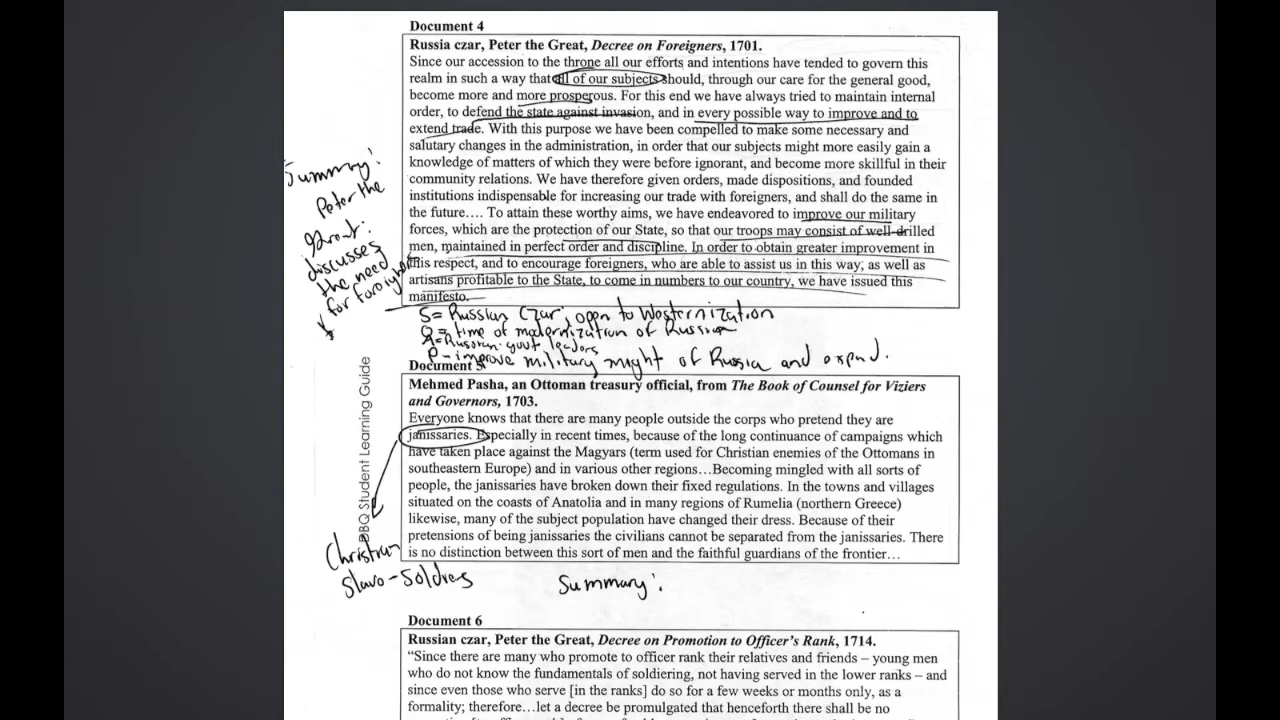 Document 4
Russia czar, Peter the Great, Decree on Foreigners, 1701.
Since our accession to the throne all our efforts and intentions have tended to govern this
realm in such a way that all of our subjects should, through our care for the general good,
become more and more prosperous. For this end we have always tried to maintain internal
order, to defend the state against invasion, and in every possible way to improve and to
extend trade. With this purpose we have been compelled to make some necessary and
salutary changes in the administration, in order that our subjects might more easily gain a
knowledge of matters of which they were before ignorant, and become more skillful in their
community relations. We have therefore given orders, made dispositions, and founded
institutions indispensable for increasing our trade with foreigners, and shall do the same in
the future.... To attain these worthy aims, we have endeavored to improve our military
forces, which are the protection of our State, so that our troops may consist of well-drilled
men, maintained in perfect order and discipline. In order to obtain greater improvement in
this respect, and to encourage foreigners, who are able to assist us in this way, as well as
artisans profitable to the State, to come in numbers to our country, we have issued this
manifesto.
Summary:
Peter the
Great:
discusses
the need
for foreigners
S= Russian Czar, open to Westernization
O= time of modernization of Russia
A= Russian gov't leaders
P- improve military might of Russia and expand.
DBQ Student Learning Guide
Document 5
Mehmed Pasha, an Ottoman treasury official, from The Book of Counsel for Viziers
and Governors, 1703.
Everyone knows that there are many people outside the corps who pretend they are
janissaries. Especially in recent times, because of the long continuance of campaigns which
have taken place against the Magyars (term used for Christian enemies of the Ottomans in
southeastern Europe) and in various other regions...Becoming mingled with all sorts of
people, the janissaries have broken down their fixed regulations. In the towns and villages
situated on the coasts of Anatolia and in many regions of Rumelia (northern Greece)
likewise, many of the subject population have changed their dress. Because of their
pretensions of being janissaries the civilians cannot be separated from the janissaries. There
is no distinction between this sort of men and the faithful guardians of the frontier...
Christian
Slave-Soldiers
Summary:
Document 6
Russian czar, Peter the Great, Decree on Promotion to Officer's Rank, 1714.
"Since there are many who promote to officer rank their relatives and friends – young men
who do not know the fundamentals of soldiering, not having served in the lower ranks – and
since even those who serve [in the ranks] do so for a few weeks or months only, as a
formality; therefore...let a decree be promulgated that henceforth there shall be no